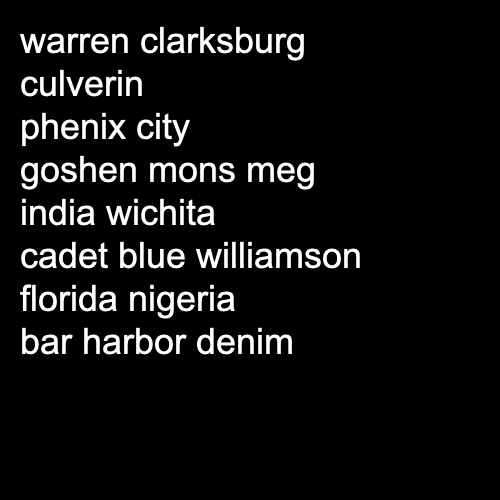 warren clarksburg
culverin
phenix city
goshen mons meg
india wichita
cadet blue williamson
florida nigeria
bar harbor denim